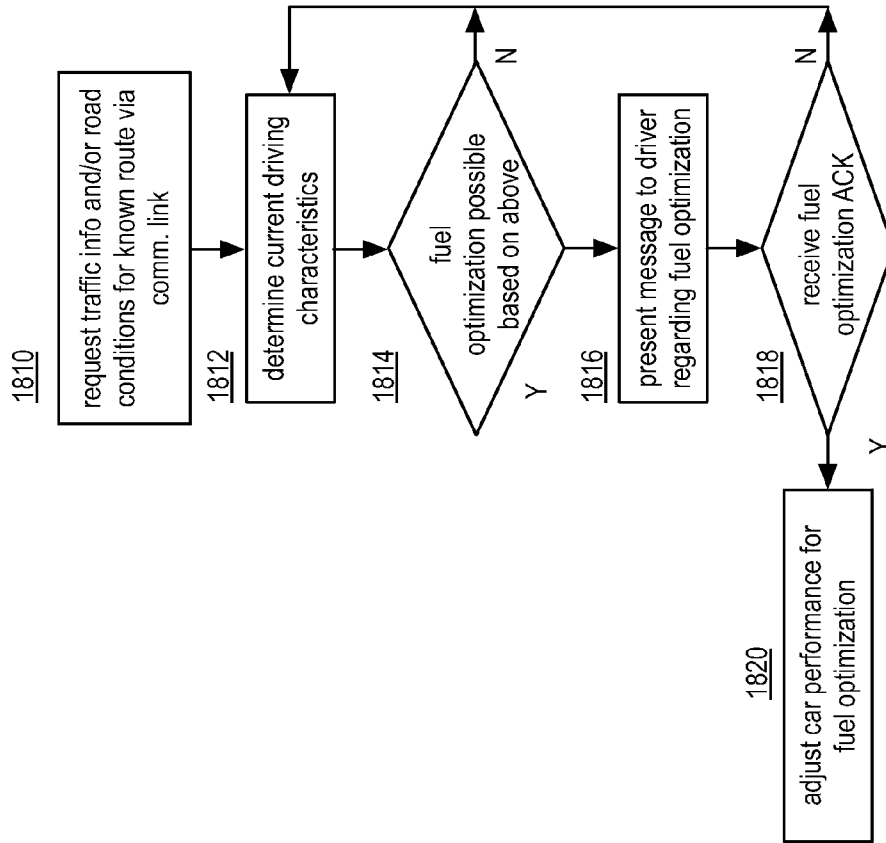 1810
request traffic info and/or road
conditions for known route via
comm. link
1812
determine current driving
characteristics
1814
fuel
optimization possible
based on above
N
Y
1816
present message to driver
regarding fuel optimization
1818
receive fuel
optimization ACK
N
Y
1820
adjust car performance for
fuel optimization